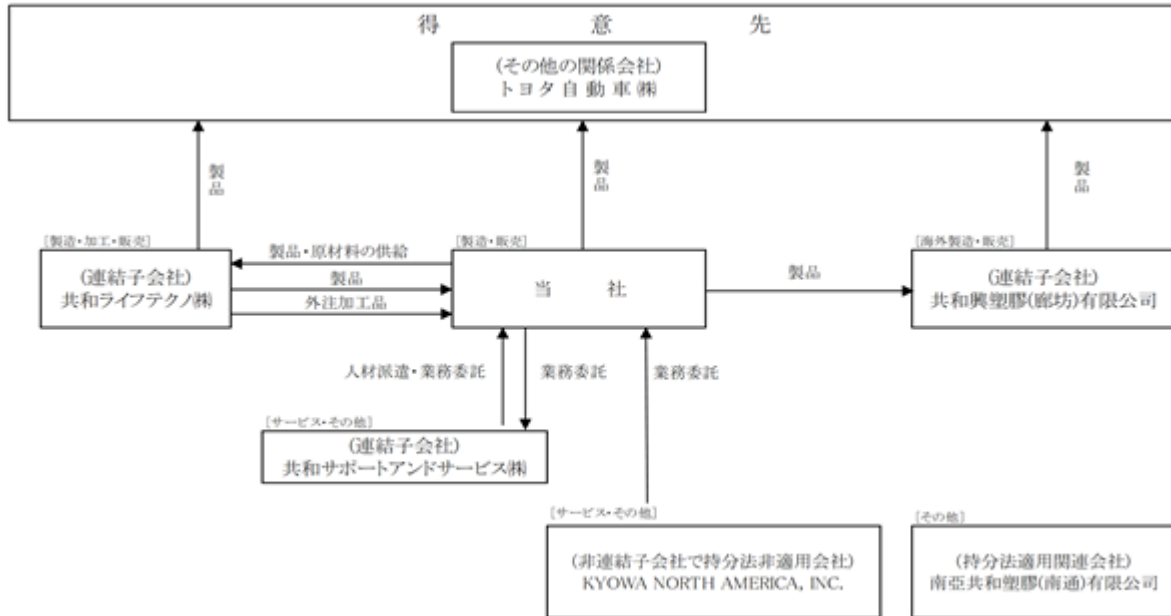 得意先
(その他の関係会社)
トヨタ自動車㈱
製品
製品
製品
[製造・加工・販売]
(連結子会社)
共和ライフテクノ㈱
製品・原材料の供給
製品
外注加工品
[製造・販売]
当社
製品
[海外製造・販売]
(連結子会社)
共和興塑膠(廊坊)有限公司
人材派遣・業務委託
業務委託
業務委託
[サービス・その他]
(連結子会社)
共和サポートアンドサービス㈱
[サービス・その他]
(非連結子会社で持分法非適用会社)
KYOWA NORTH AMERICA, INC.
[その他]
(持分法適用関連会社)
南亞共和塑膠(南通)有限公司